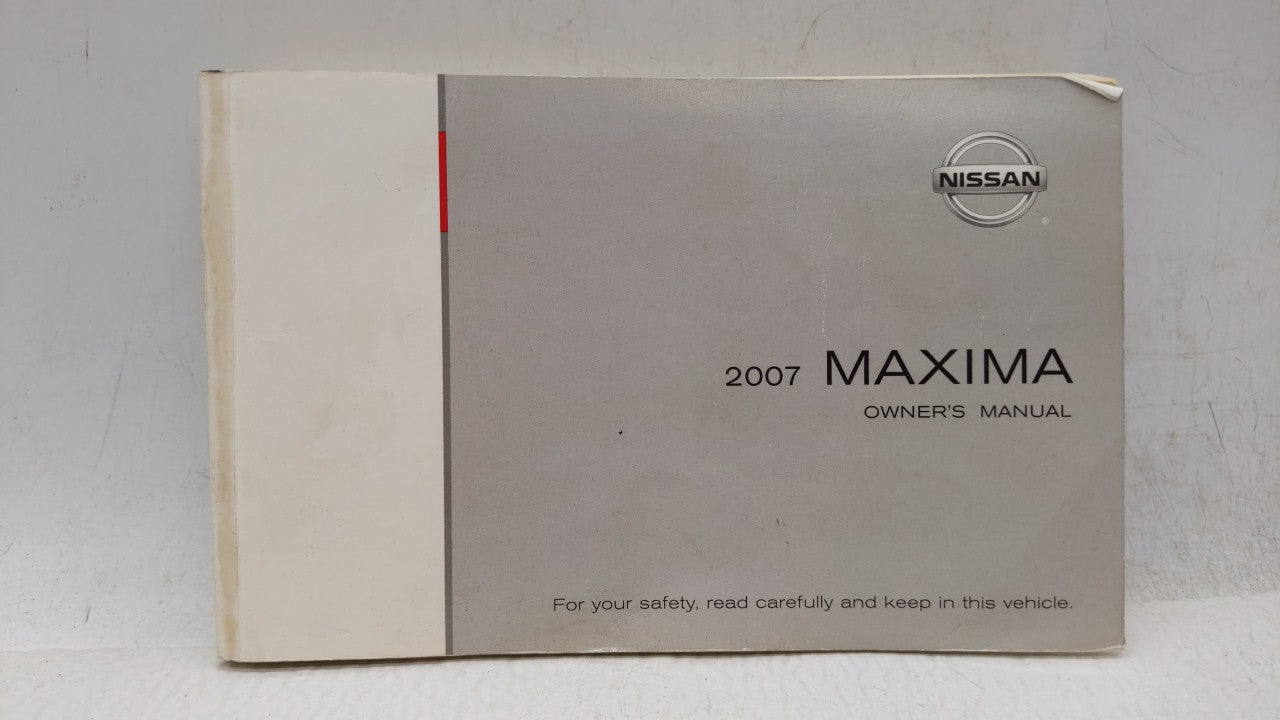 NISSAN
®
2007 MAXIMA
OWNER'S MANUAL
For your safety, read carefully and keep in this vehicle.